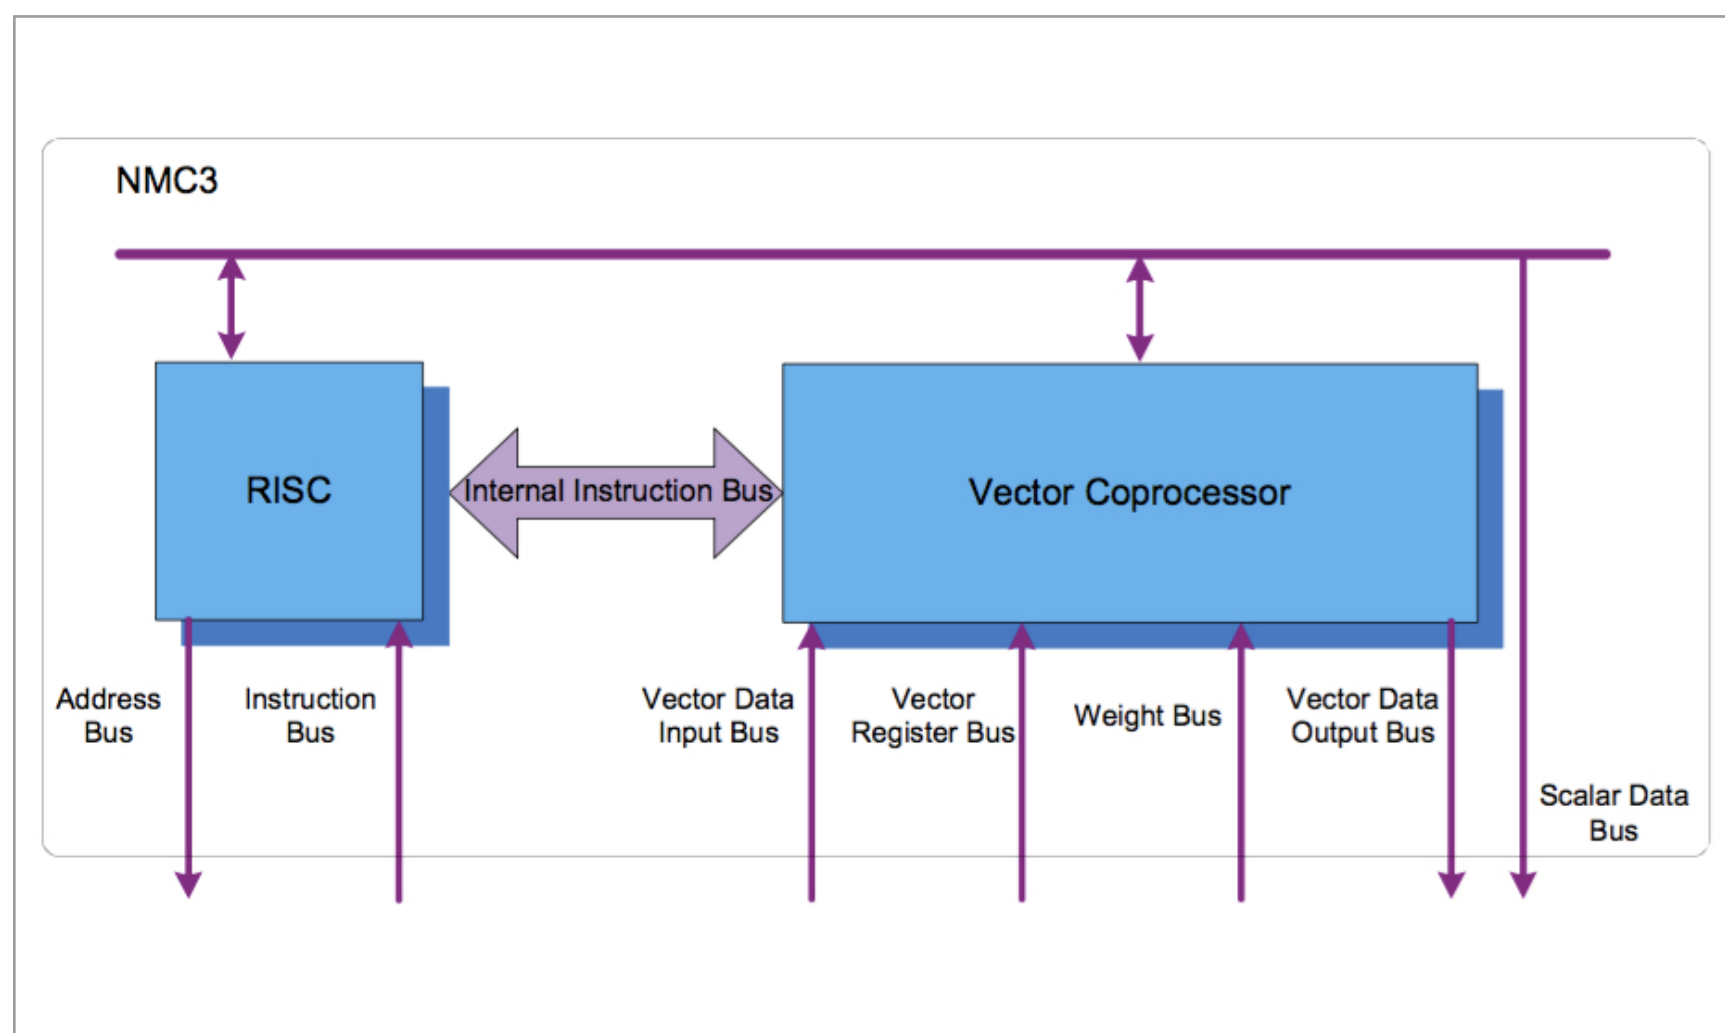 NMC3
RISC
Internal Instruction Bus
Vector Coprocessor
Address
Bus
Instruction
Bus
Vector Data
Input Bus
Vector
Register Bus
Weight Bus
Vector Data
Output Bus
Scalar Data
Bus